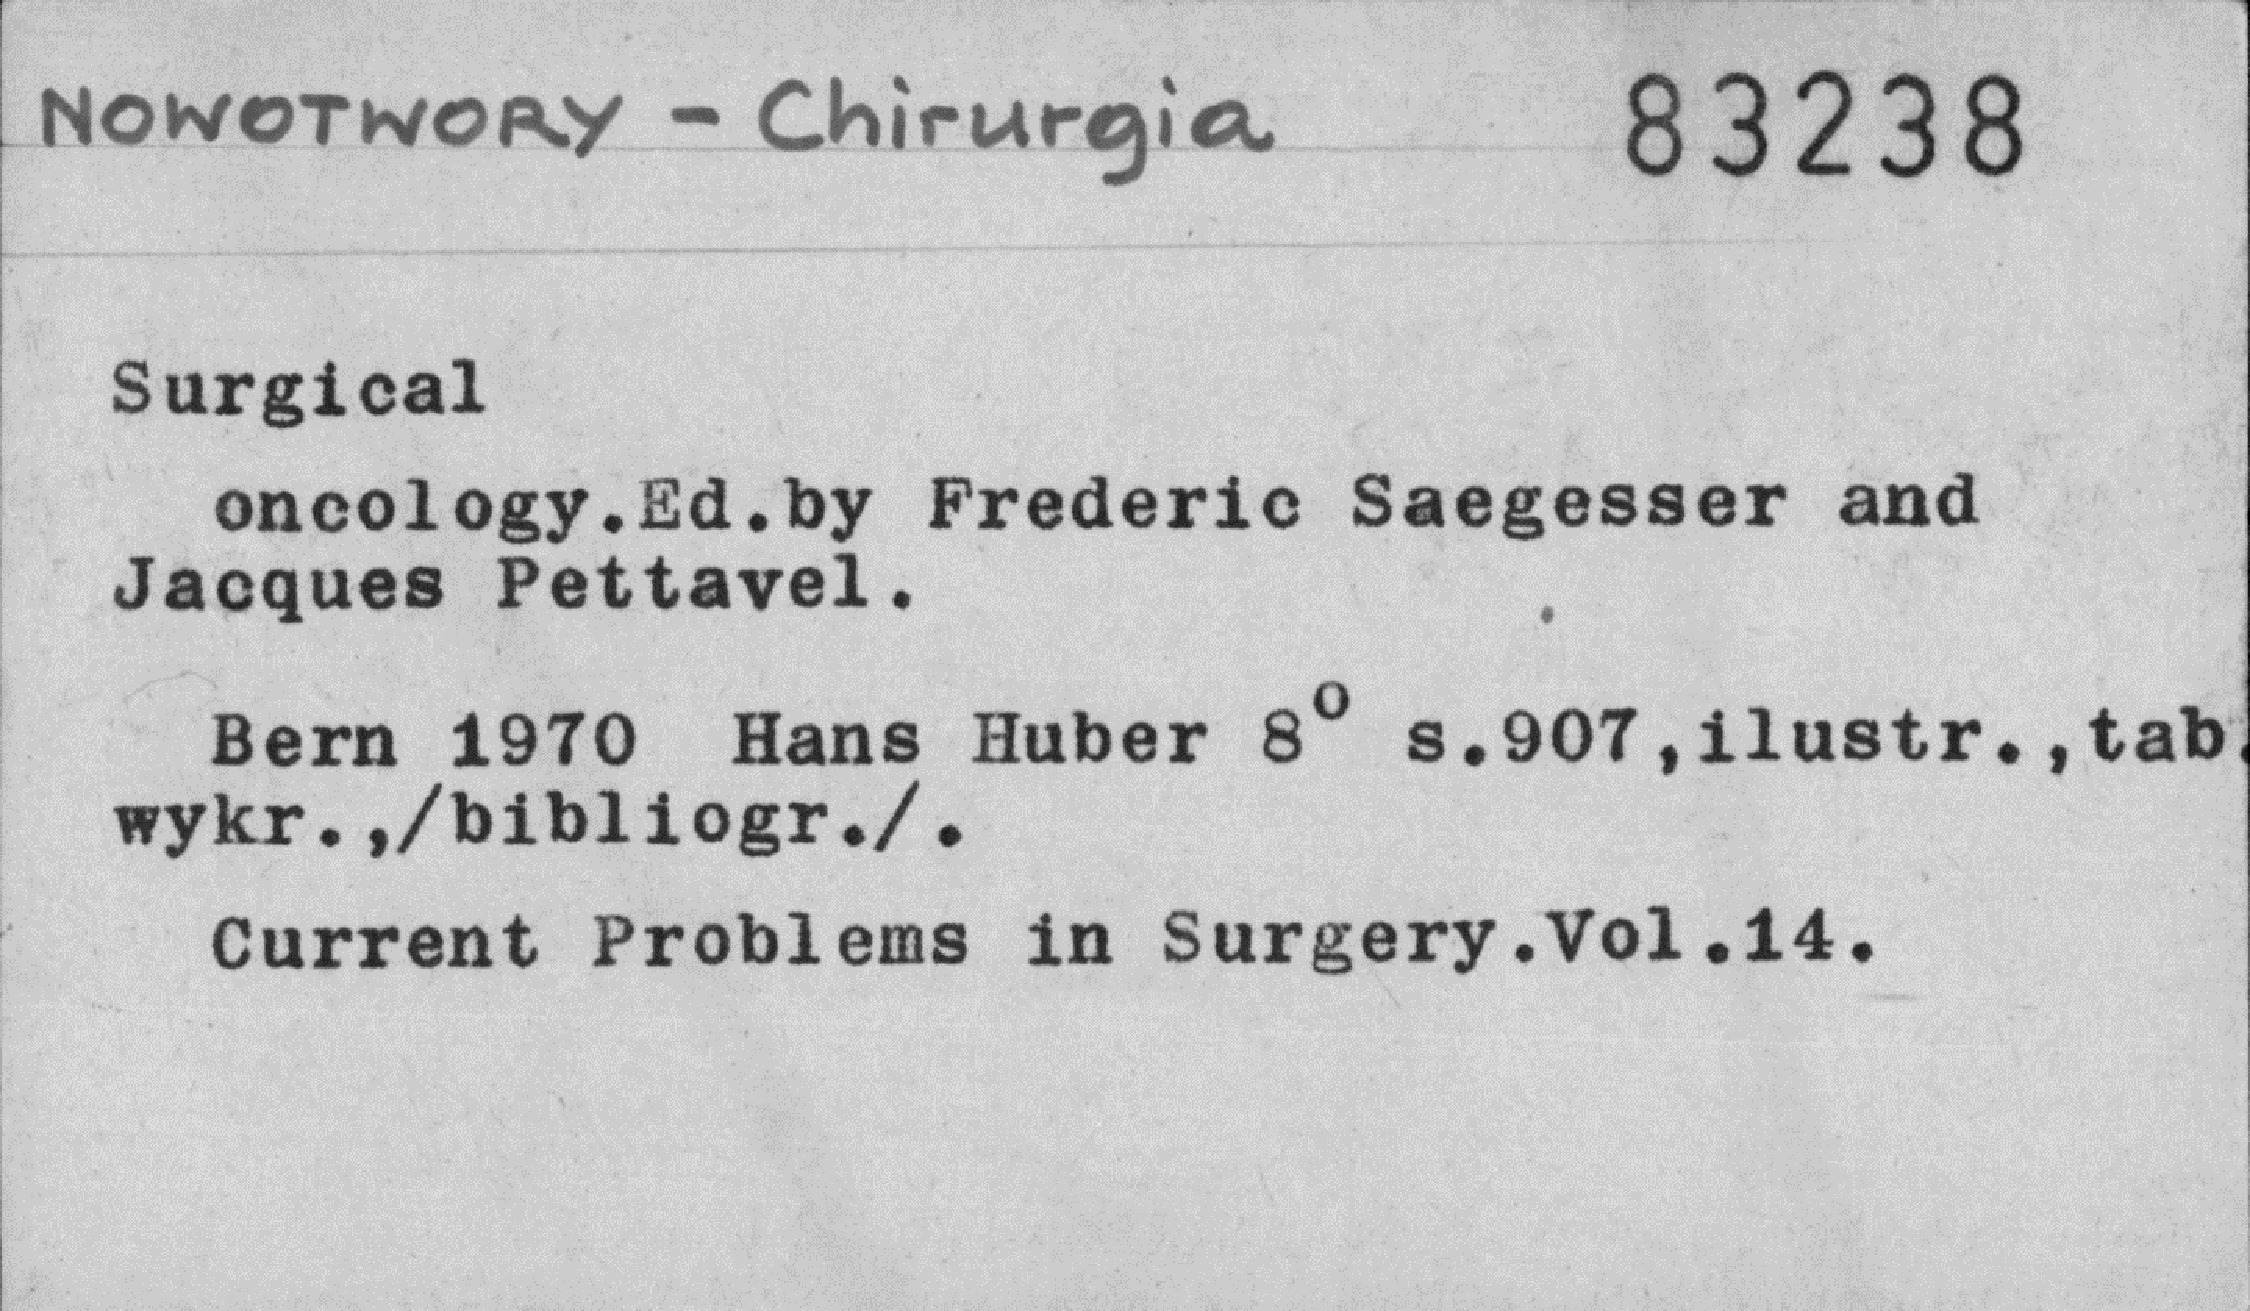 NOWOTWORY - Chirurgia 83238
Surgical
oncology.Ed.by Frederic Saegesser and
Jacques Pettavel.
Bern 1970 Hans Huber 8° s.907,ilustr.,tab.
wykr.,/bibliogr./.
Current Problems in Surgery.Vol.14.